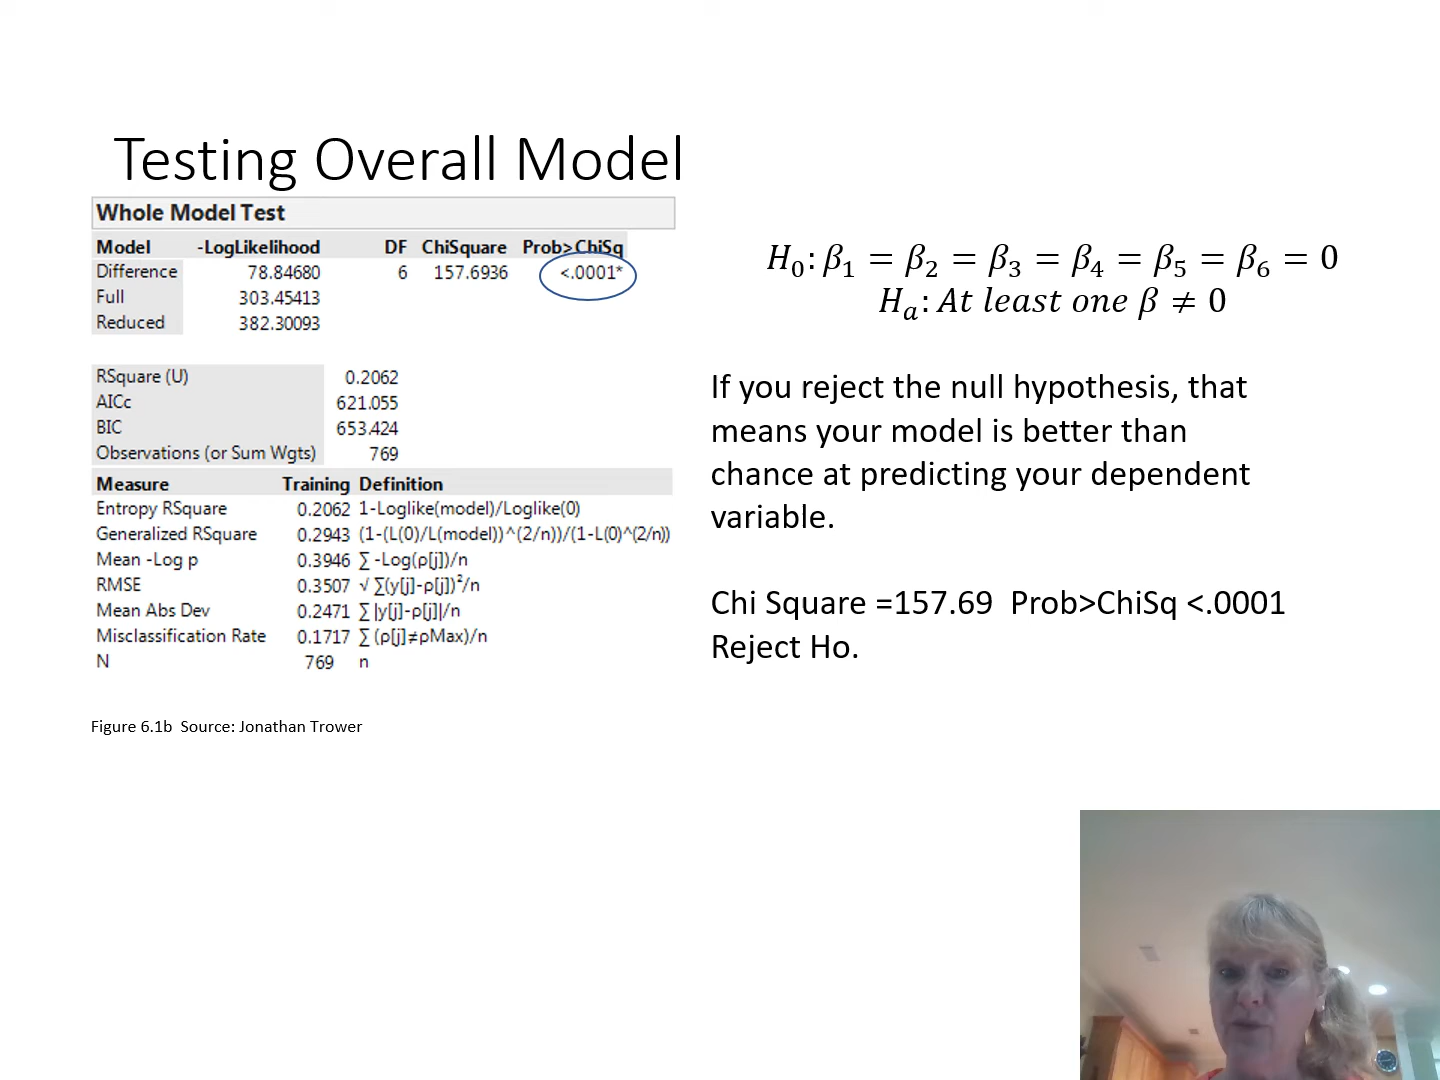 Testing Overall Model
Whole Model Test
Model -LogLikelihood DF ChiSquare Prob>ChiSq
Difference 78.84680 6 157.6936 <.0001*
Full 303.45413
Reduced 382.30093
RSquare (U) 0.2062
AICc 621.055
BIC 653.424
Observations (or Sum Wgts) 769
Measure Training Definition
Entropy RSquare 0.2062 1-Loglike(model)/Loglike(0)
Generalized RSquare 0.2943 (1-(L(0)/L(model))^(2/n))/(1-L(0)^(2/n))
Mean -Log p 0.3946 ∑ -Log(ρ[j])/n
RMSE 0.3507 √ ∑(y[j]-ρ[j])²/n
Mean Abs Dev 0.2471 ∑ |y[j]-ρ[j]|/n
Misclassification Rate 0.1717 ∑ (ρ[j]≠ρMax)/n
N 769 n
Figure 6.1b Source: Jonathan Trower
H₀: β₁ = β₂ = β₃ = β₄ = β₅ = β₆ = 0
Hₐ: At least one β ≠ 0
If you reject the null hypothesis, that
means your model is better than
chance at predicting your dependent
variable.
Chi Square =157.69 Prob>ChiSq <.0001
Reject Ho.